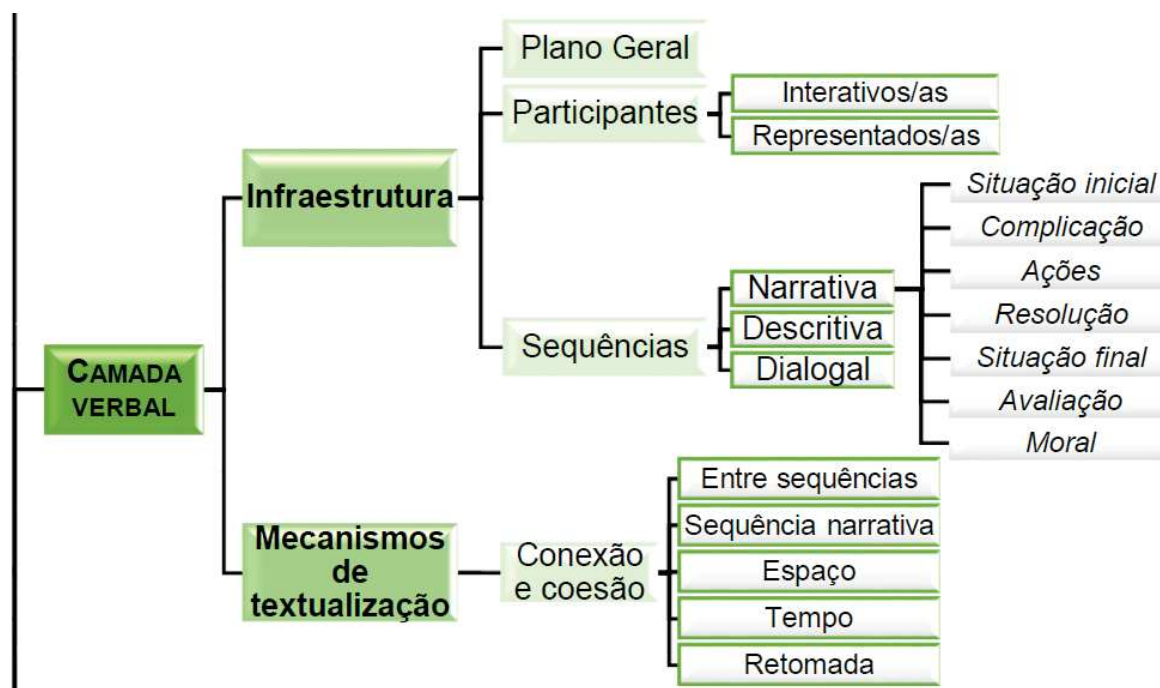 Plano Geral
Participantes
Interativos/as
Representados/as
Infraestrutura
Situação inicial
Complicação
Ações
Resolução
Situação final
Avaliação
Moral
Narrativa
Descritiva
Dialogal
Sequências
CAMADA
VERBAL
Entre sequências
Sequência narrativa
Espaço
Tempo
Retomada
Mecanismos
de
textualização
Conexão
e coesão